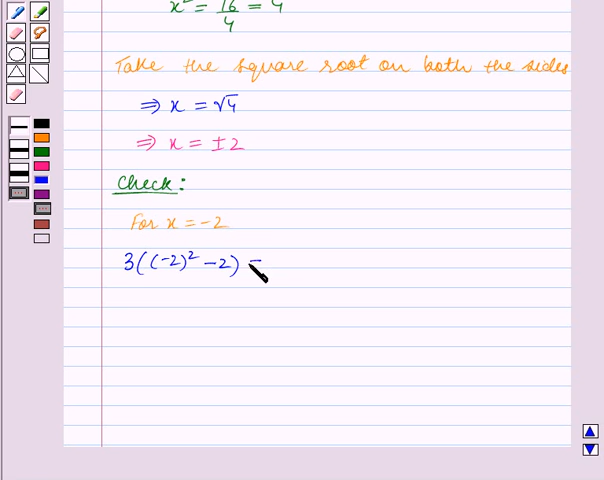 x² = 16/4 = 4
Take the square root on both the sides
⇒ x = √4
⇒ x = ±2
Check:
For x = -2
3((-2)² - 2) =